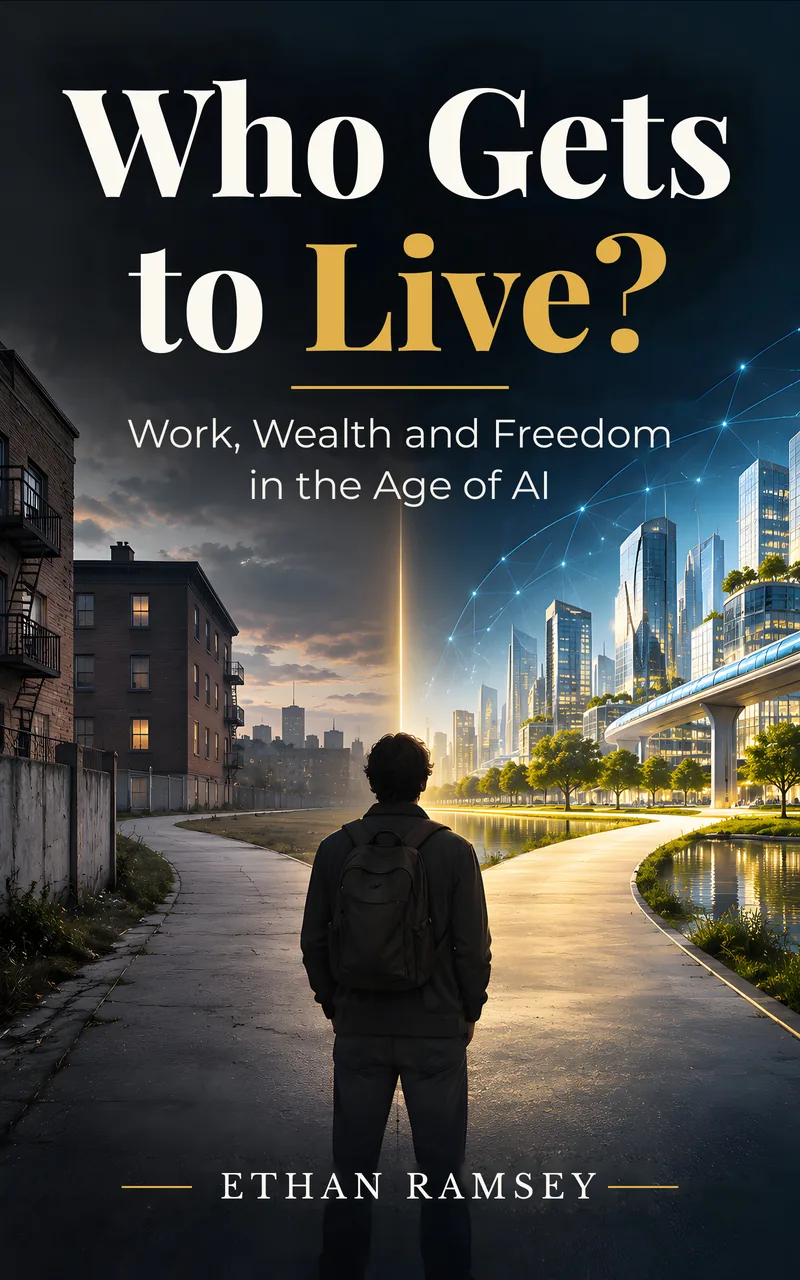 Who Gets
to Live?
Work, Wealth and Freedom
in the Age of AI
ETHAN RAMSEY